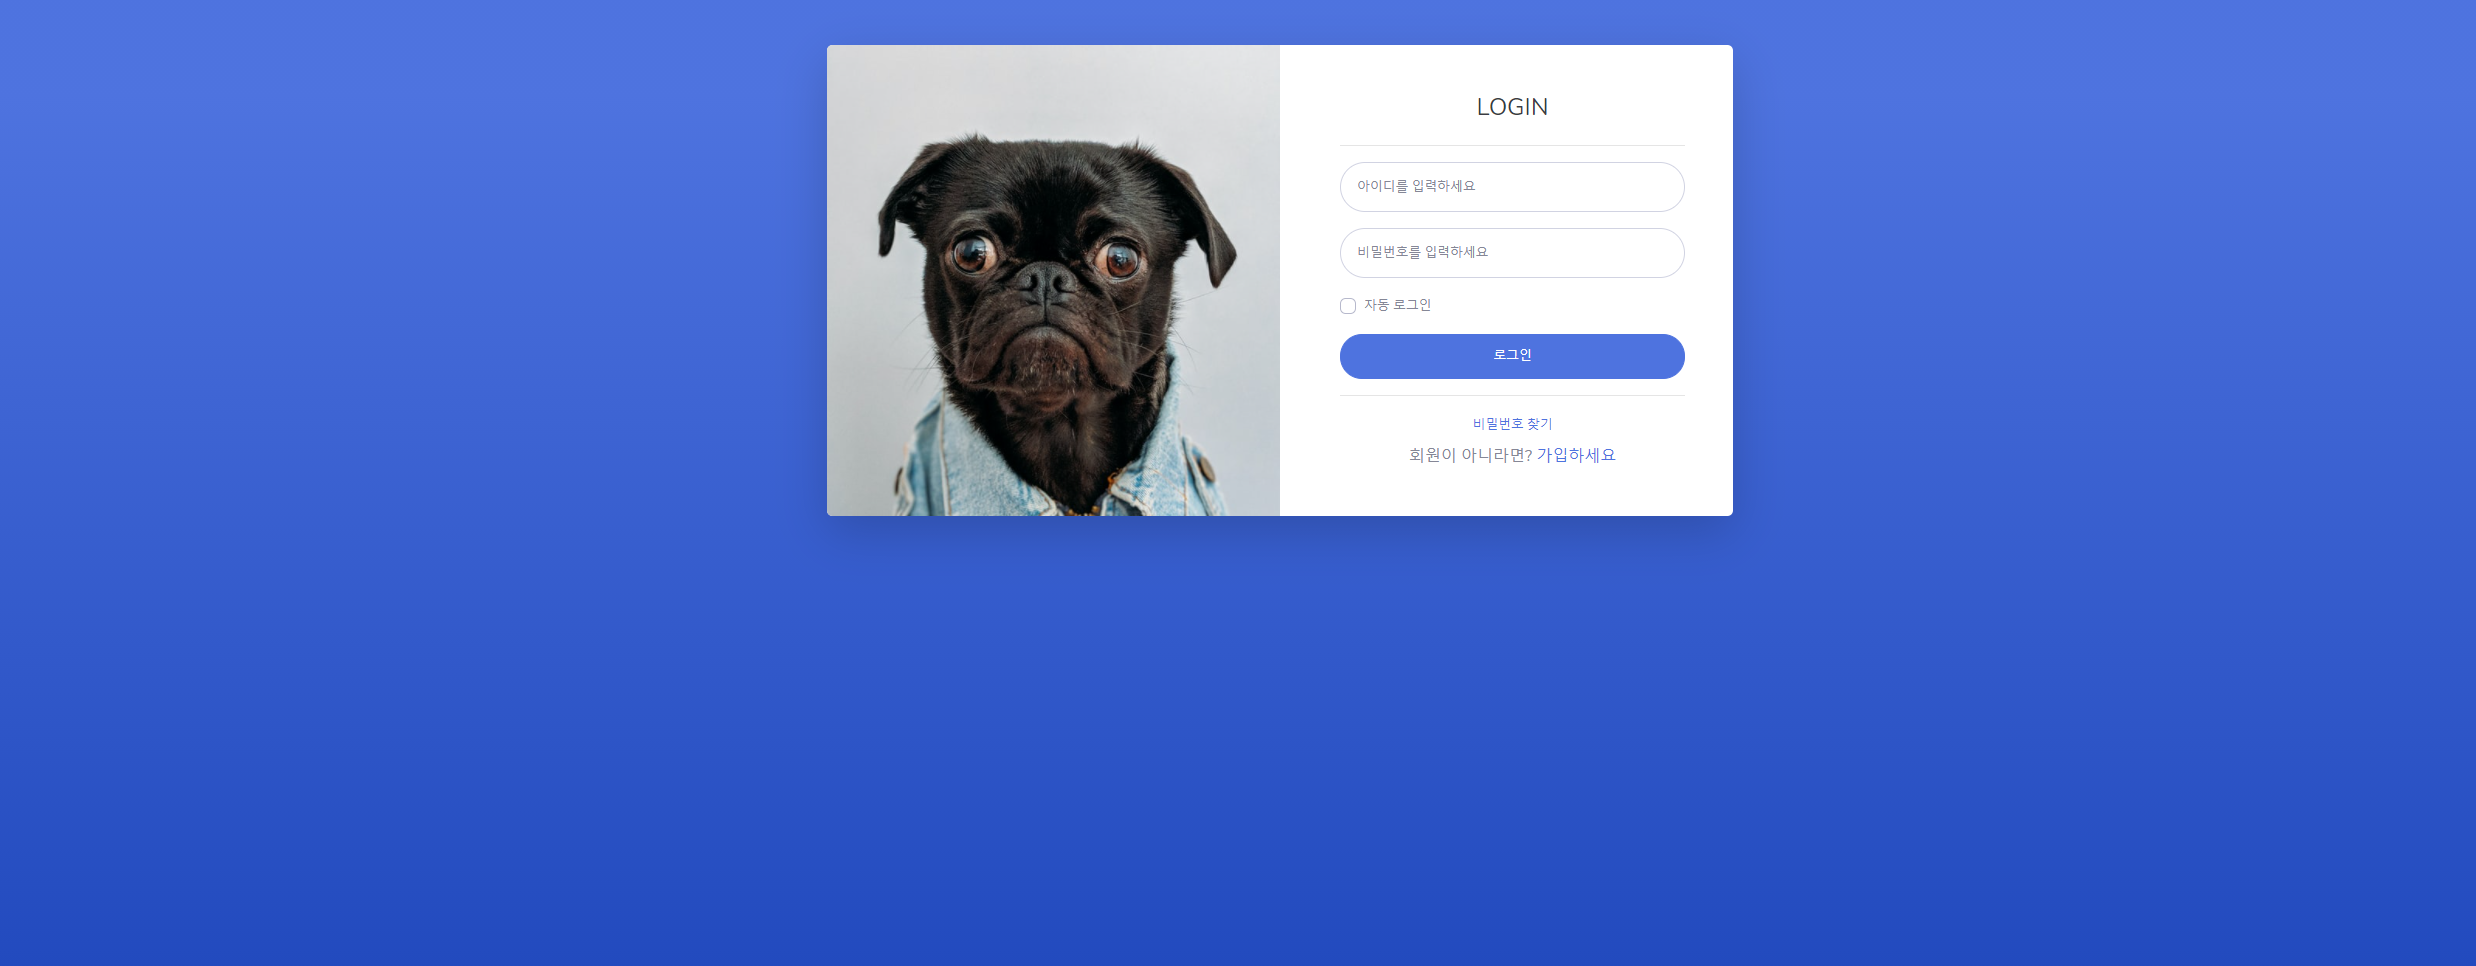 LOGIN
아이디를 입력하세요
비밀번호를 입력하세요
자동 로그인
로그인
비밀번호 찾기
회원이 아니라면? 가입하세요